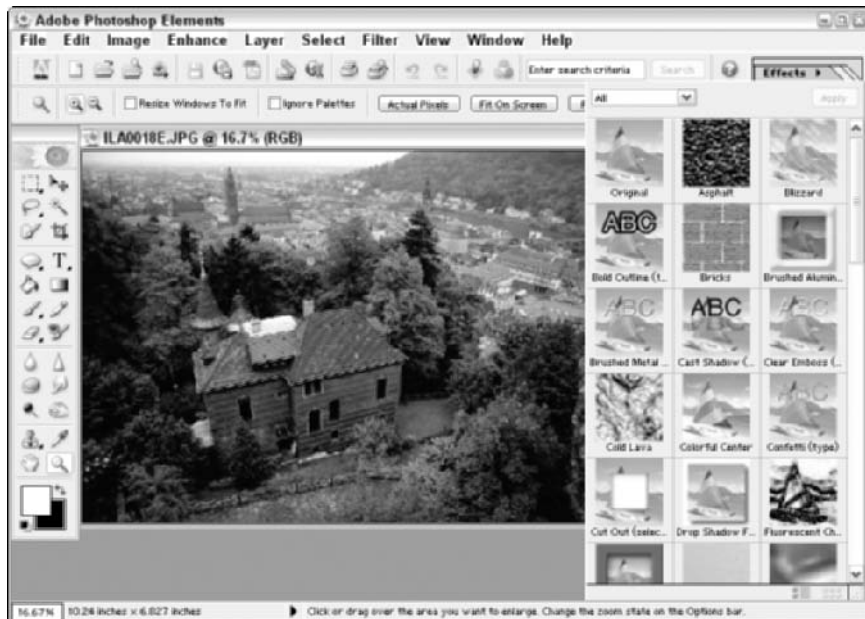 Adobe Photoshop Elements
File Edit Image Enhance Layer Select Filter View Window Help
Enter search criteria Search Effects
Resize Windows To Fit Ignore Palettes Actual Pixels Fit On Screen
All Apply
ILA0018E.JPG @ 16.7% (RGB)
Original Asphalt Blizzard
ABC
Bold Outline (t... Bricks Brushed Alumin...
ABC ABC ABC
Brushed Metal ... Cast Shadow (... Clear Emboss (...
ABC
Cold Lava Colorful Center Confetti (type)
Cut Out (selec... Drop Shadow F... Fluorescent Ch...
T
16.67% 10.24 inches x 6.827 inches Click or drag over the area you want to enlarge. Change the zoom state on the Options bar.